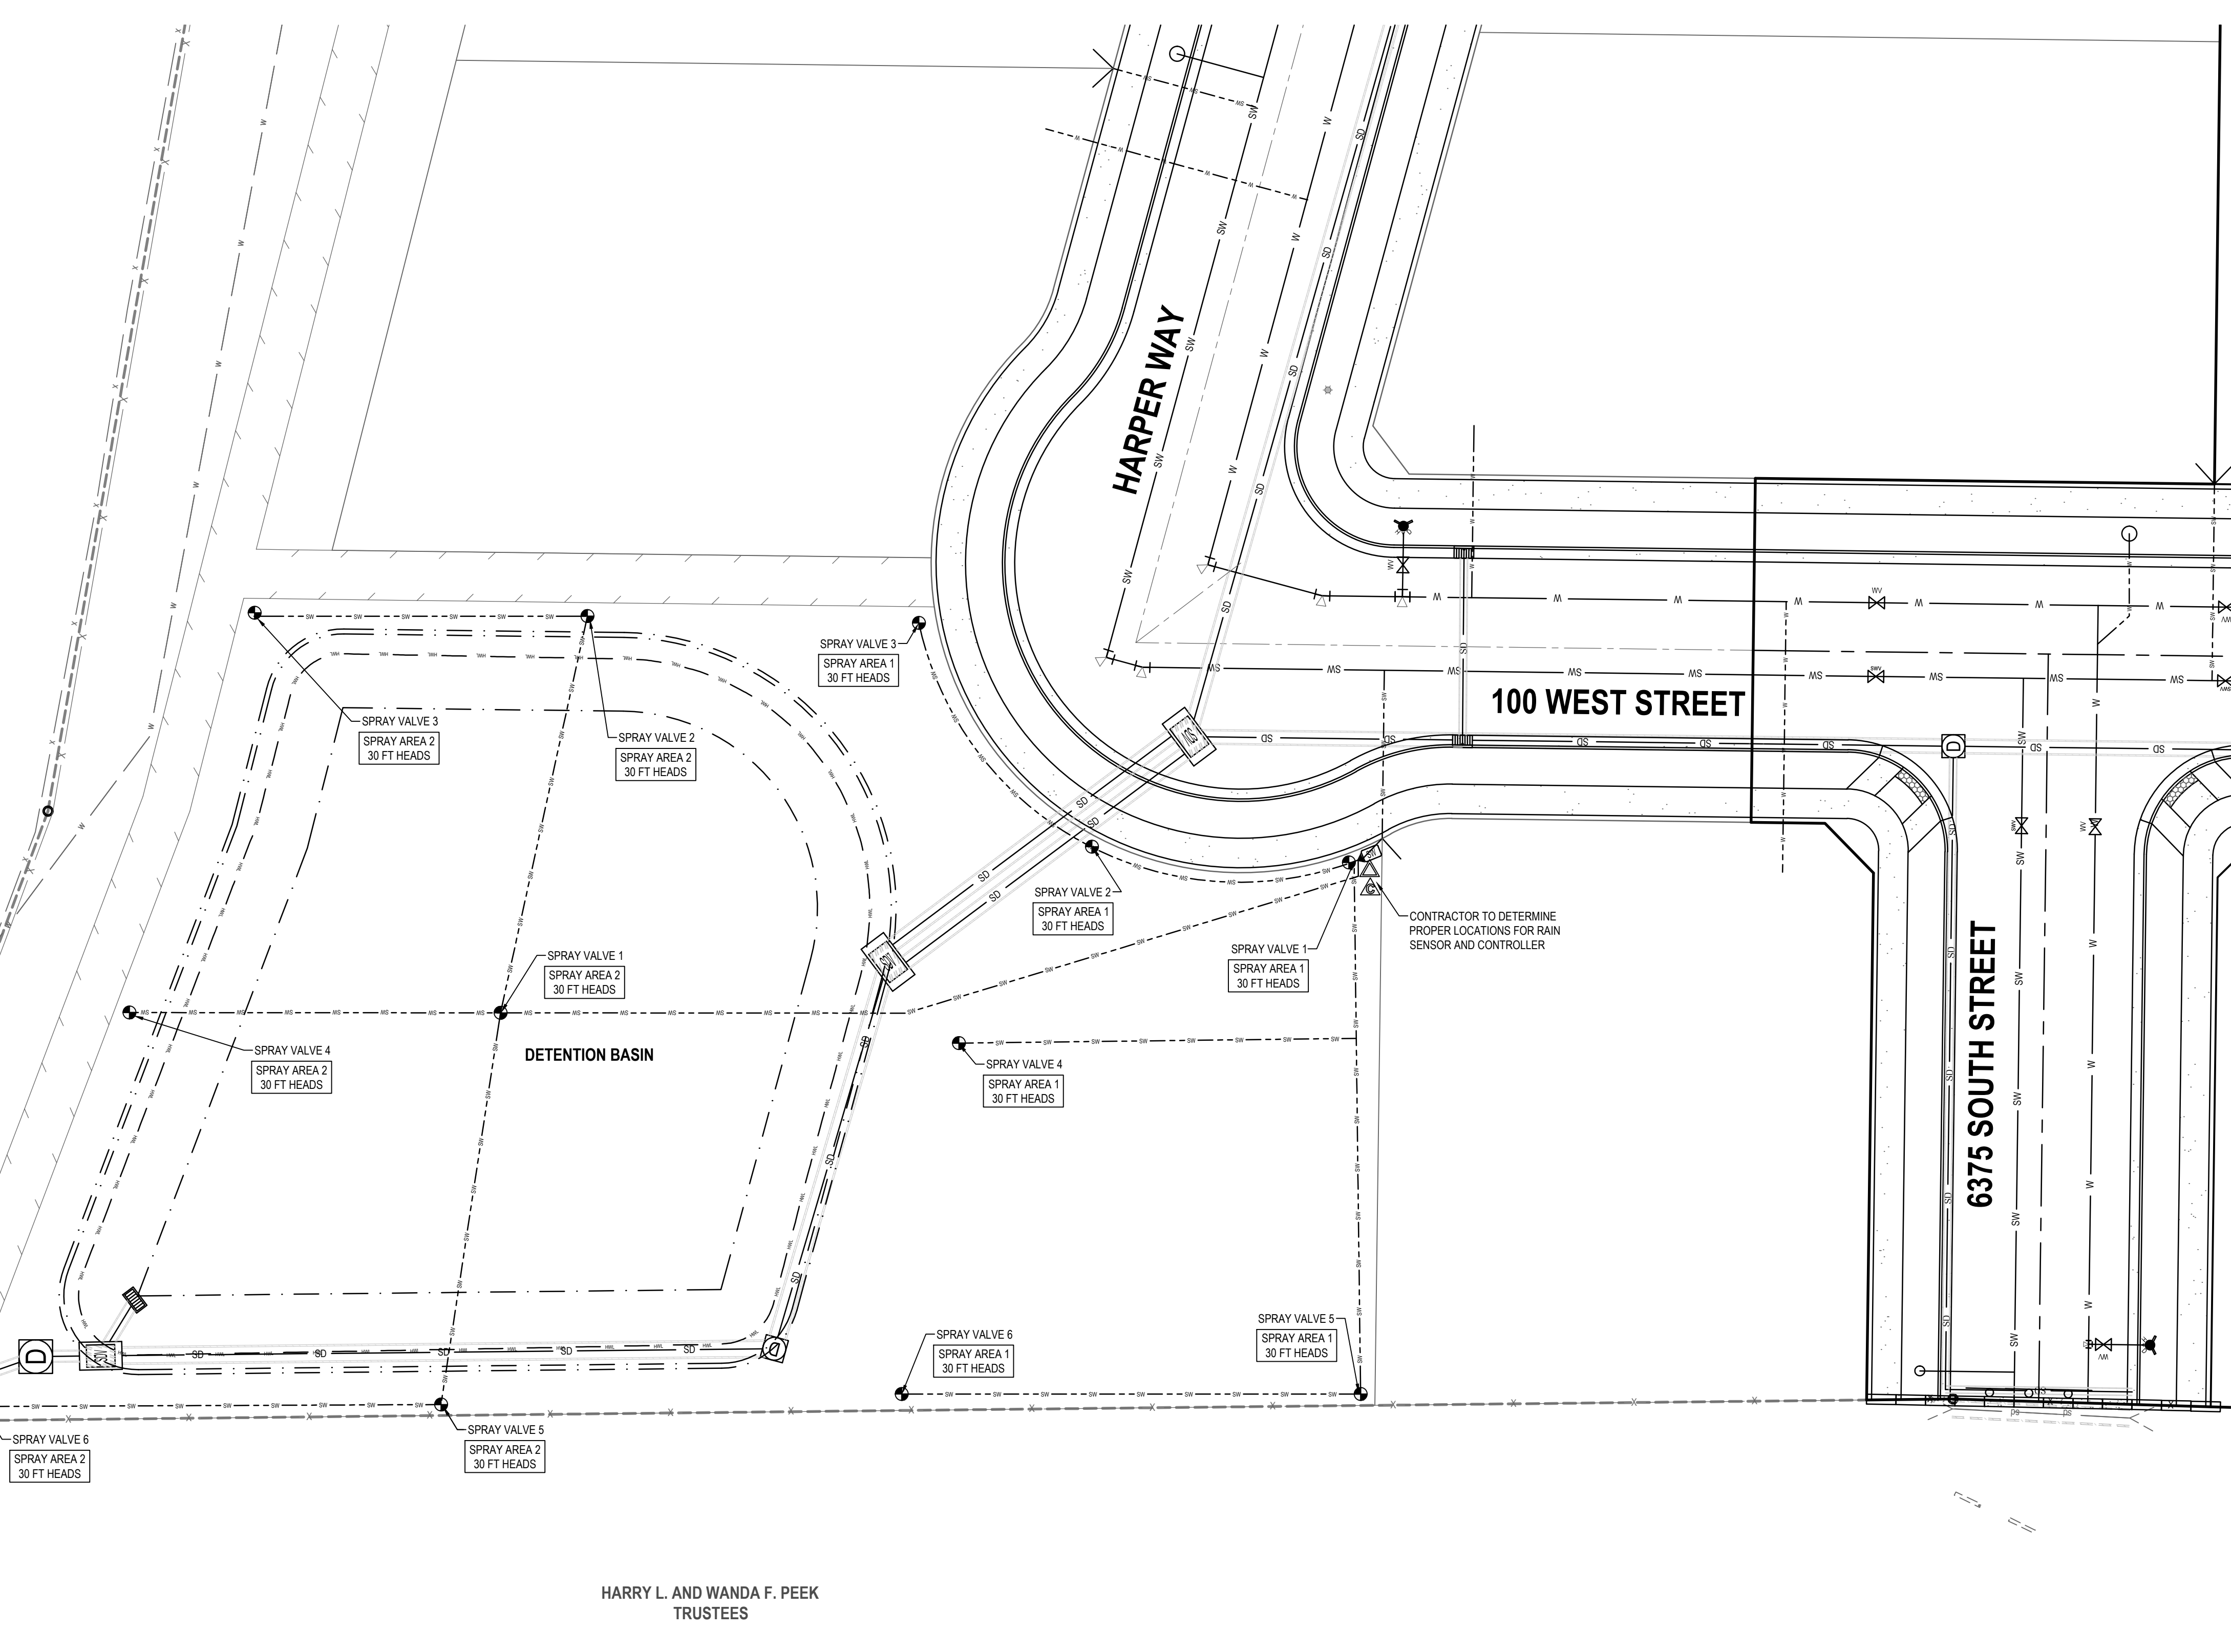 HARPER WAY
100 WEST STREET
6375 SOUTH STREET
SPRAY VALVE 3
SPRAY AREA 1
30 FT HEADS
SPRAY VALVE 3
SPRAY AREA 2
30 FT HEADS
SPRAY VALVE 2
SPRAY AREA 2
30 FT HEADS
SPRAY VALVE 2
SPRAY AREA 1
30 FT HEADS
CONTRACTOR TO DETERMINE
PROPER LOCATIONS FOR RAIN
SENSOR AND CONTROLLER
SPRAY VALVE 1
SPRAY AREA 1
30 FT HEADS
SPRAY VALVE 1
SPRAY AREA 2
30 FT HEADS
SPRAY VALVE 4
SPRAY AREA 2
30 FT HEADS
DETENTION BASIN
SPRAY VALVE 4
SPRAY AREA 1
30 FT HEADS
SPRAY VALVE 5
SPRAY AREA 1
30 FT HEADS
SPRAY VALVE 6
SPRAY AREA 1
30 FT HEADS
SPRAY VALVE 5
SPRAY AREA 2
30 FT HEADS
SPRAY VALVE 6
SPRAY AREA 2
30 FT HEADS
HARRY L. AND WANDA F. PEEK
TRUSTEES